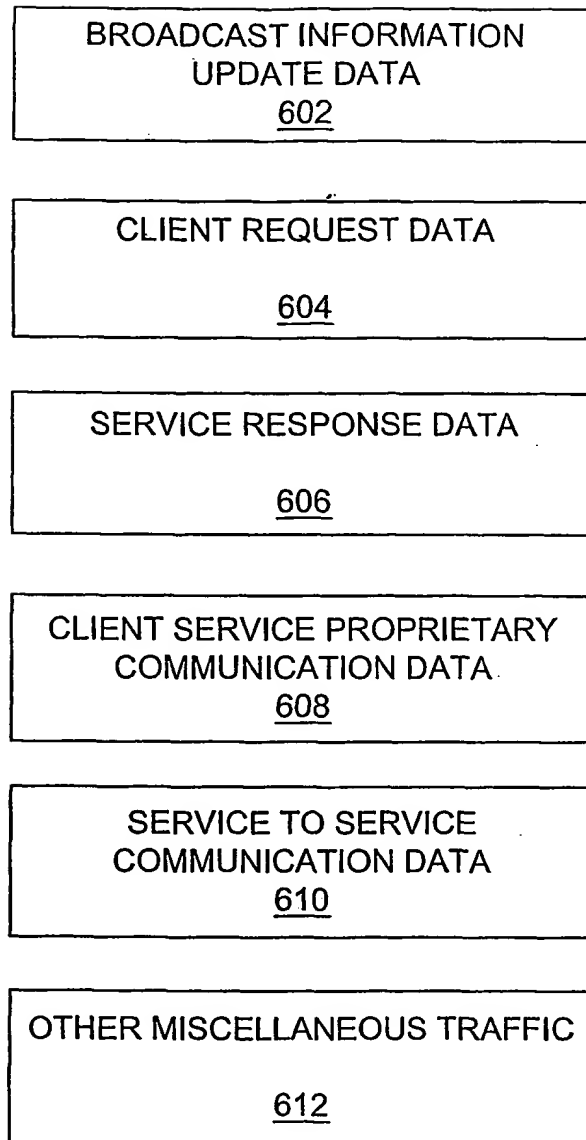 BROADCAST INFORMATION
UPDATE DATA
602
CLIENT REQUEST DATA
604
SERVICE RESPONSE DATA
606
CLIENT SERVICE PROPRIETARY
COMMUNICATION DATA
608
SERVICE TO SERVICE
COMMUNICATION DATA
610
OTHER MISCELLANEOUS TRAFFIC
612